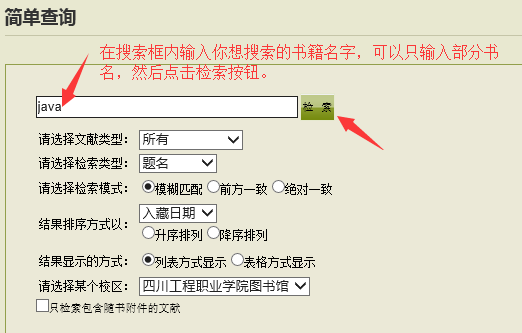 简单查询
在搜索框内输入你想搜索的书籍名字，可以只输入部分书
名，然后点击检索按钮。
java 检 索
请选择文献类型： 所有
请选择检索类型： 题名
请选择检索模式： 模糊匹配 前方一致 绝对一致
结果排序方式以： 入藏日期
升序排列 降序排列
结果显示的方式： 列表方式显示 表格方式显示
请选择某个校区： 四川工程职业学院图书馆
只检索包含随书附件的文献